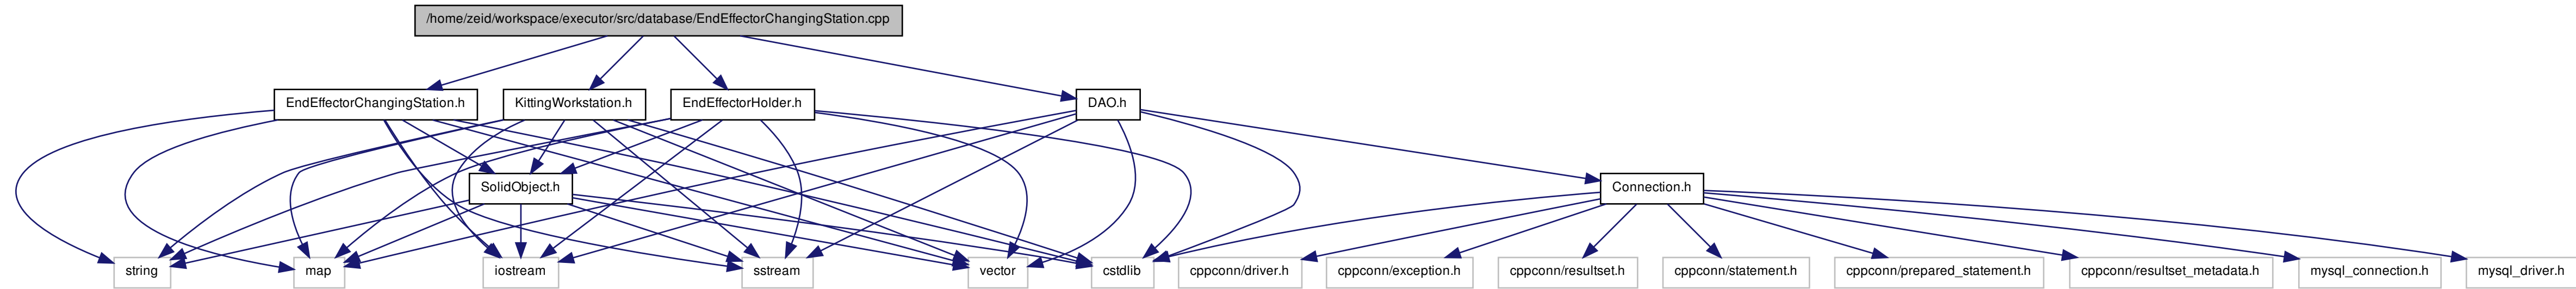 /home/zeid/workspace/executor/src/database/EndEffectorChangingStation.cpp
EndEffectorChangingStation.h
KittingWorkstation.h
EndEffectorHolder.h
DAO.h
SolidObject.h
Connection.h
string
map
iostream
sstream
vector
cstdlib
cppconn/driver.h
cppconn/exception.h
cppconn/resultset.h
cppconn/statement.h
cppconn/prepared_statement.h
cppconn/resultset_metadata.h
mysql_connection.h
mysql_driver.h